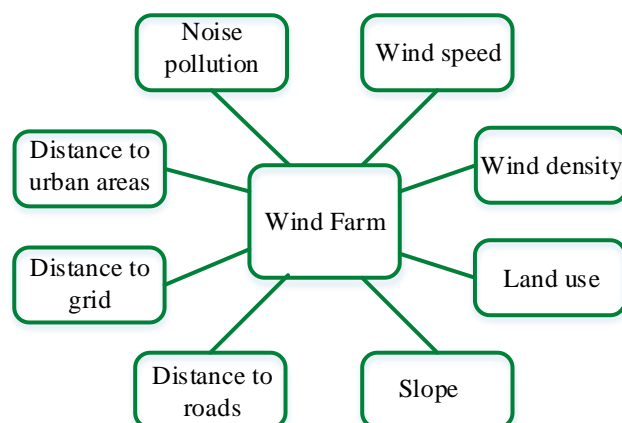 Noise
pollution
Wind speed
Distance to
urban areas
Wind density
Wind Farm
Distance to
grid
Land use
Distance to
roads
Slope